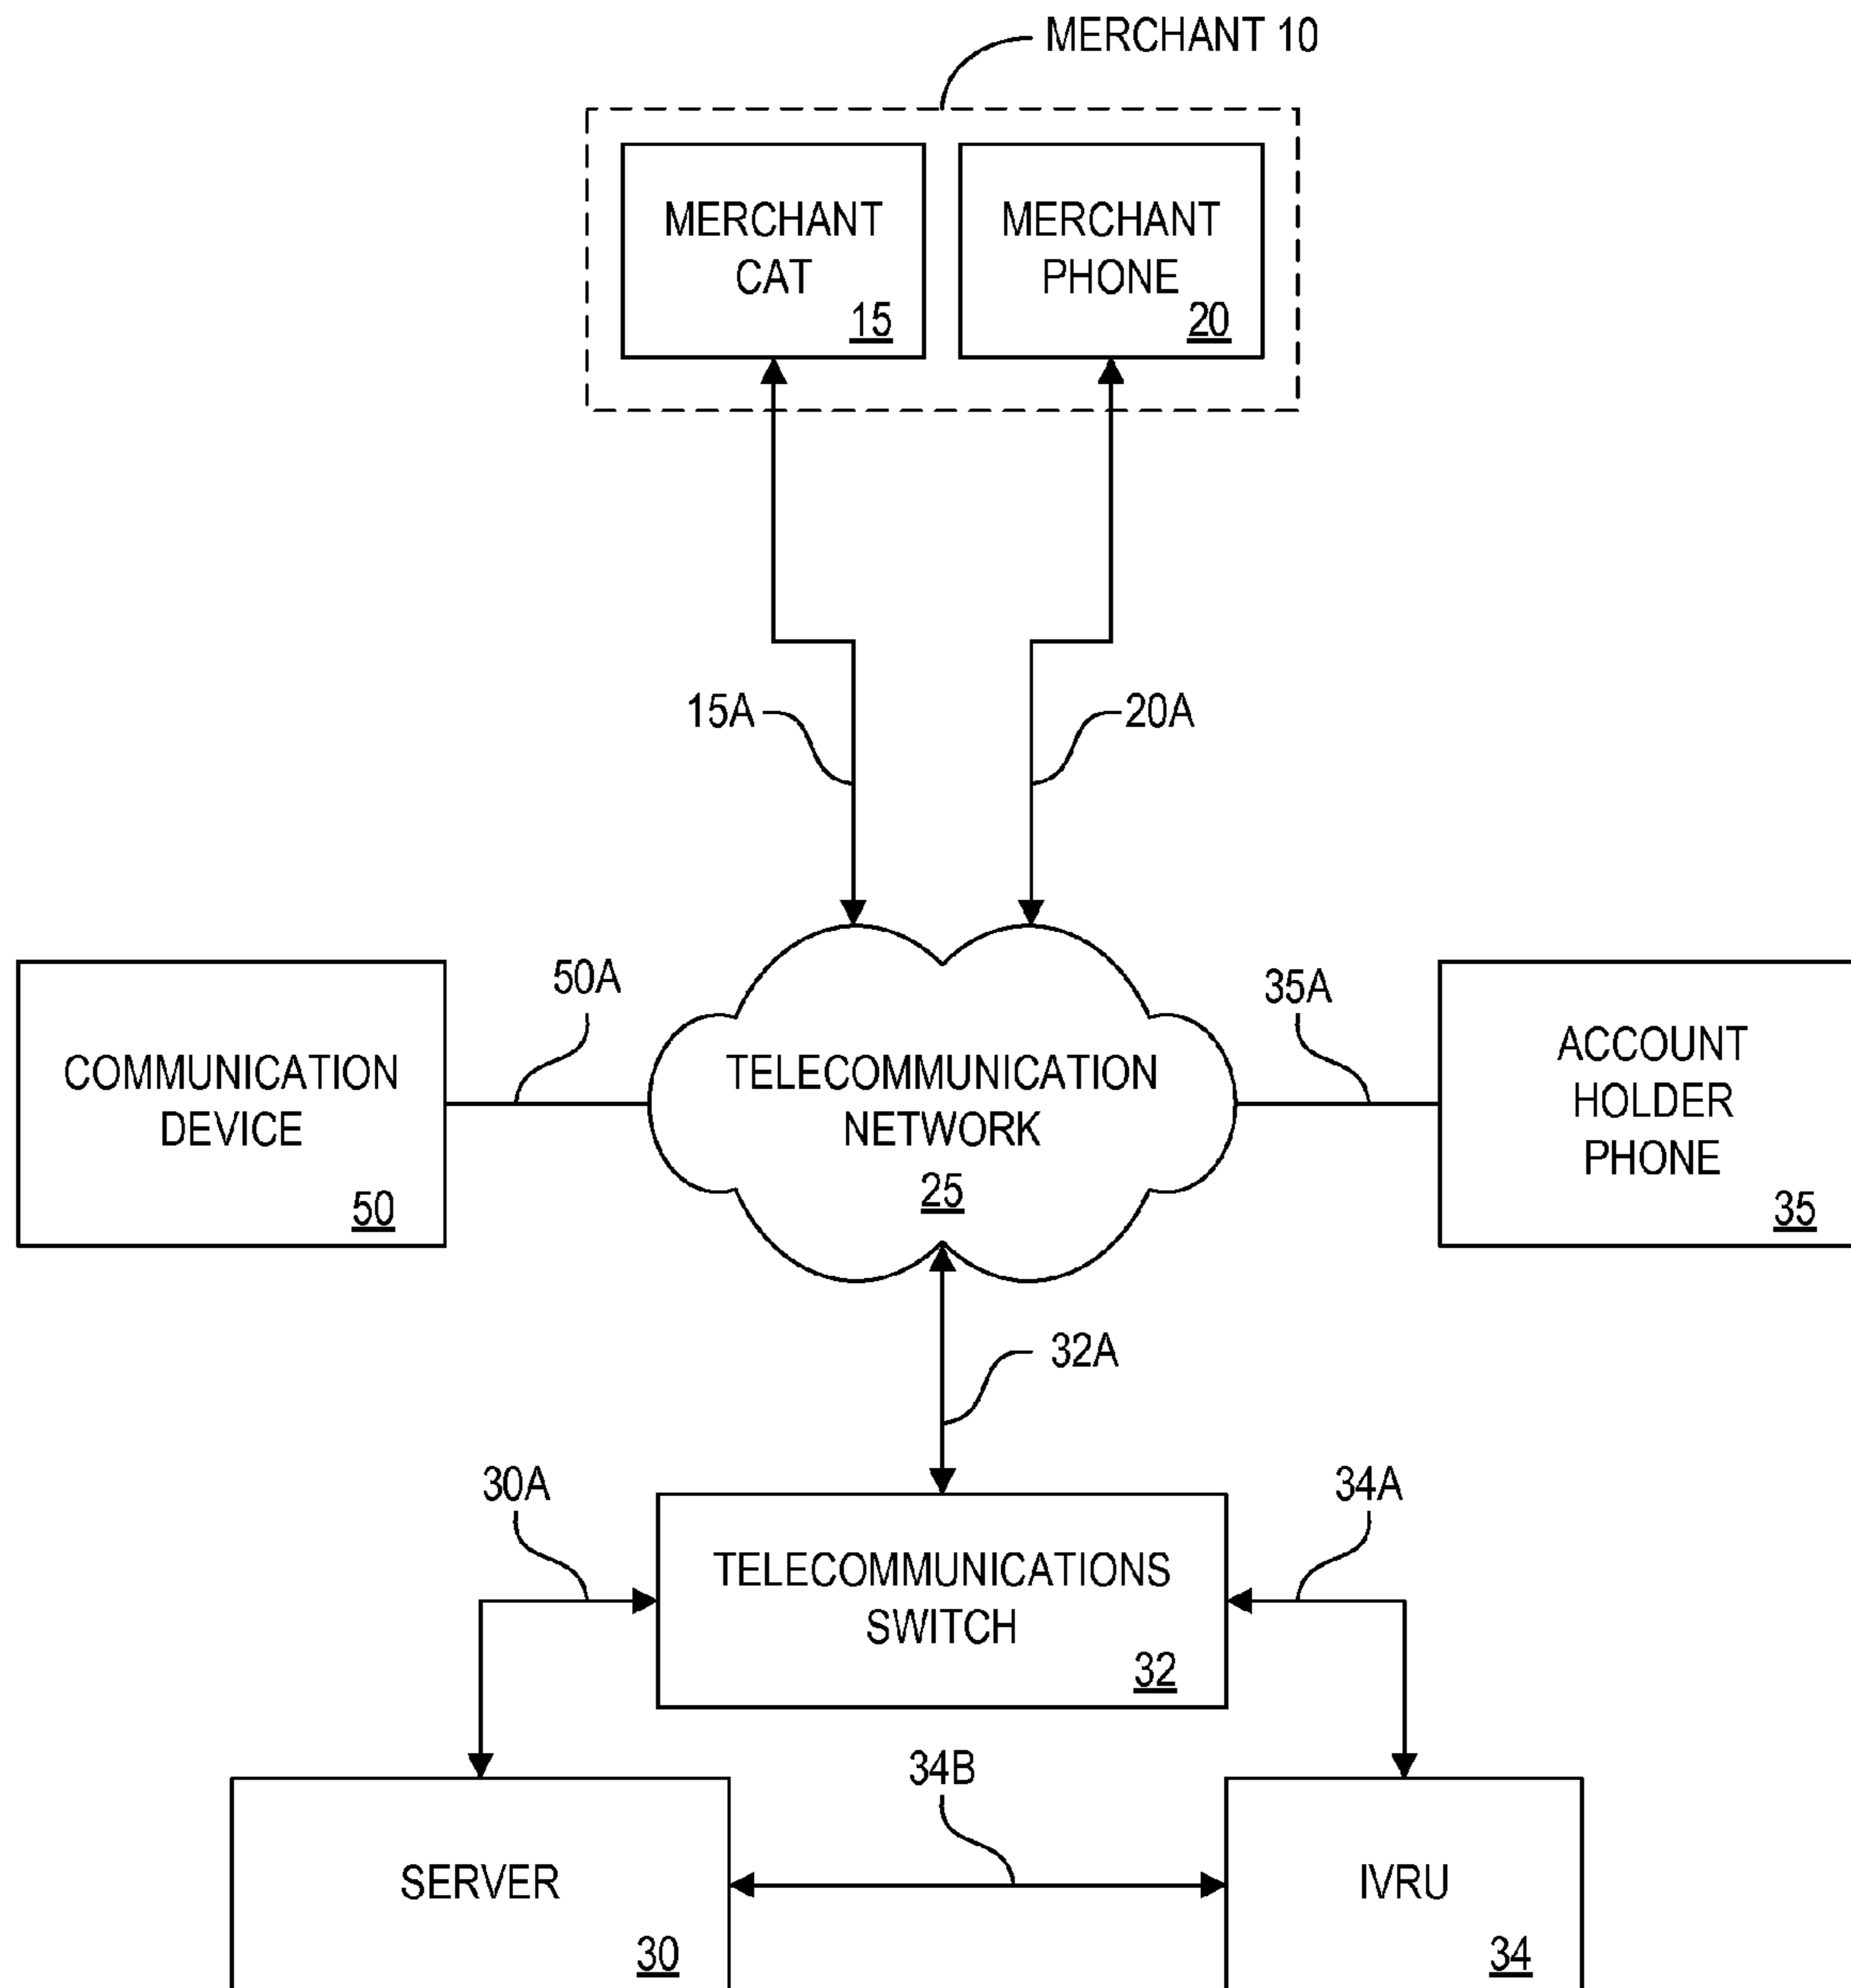 MERCHANT 10
MERCHANT
CAT
15
MERCHANT
PHONE
20
15A
20A
50A
35A
COMMUNICATION
DEVICE
50
TELECOMMUNICATION
NETWORK
25
ACCOUNT
HOLDER
PHONE
35
32A
30A
34A
TELECOMMUNICATIONS
SWITCH
32
34B
SERVER
30
IVRU
34